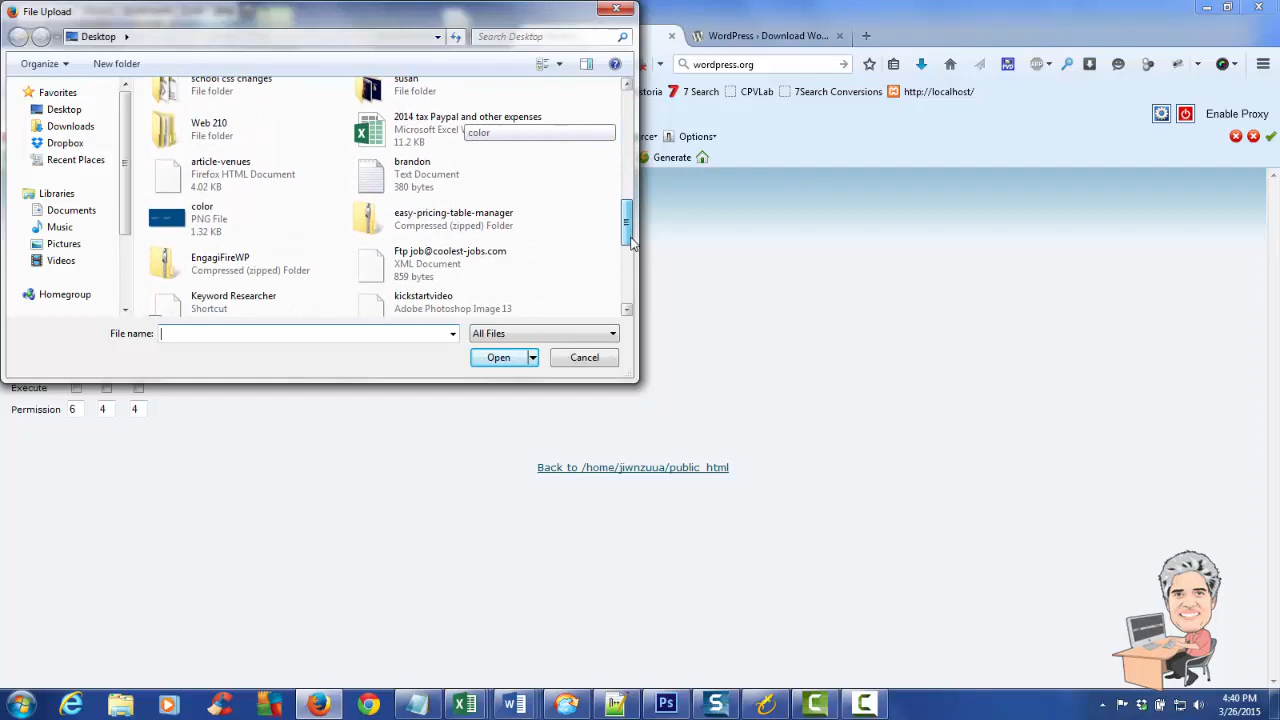 File Upload
Desktop
Search Desktop
WordPress › Download Wo...
Organize
New folder
wordpress.org
7 Search
CPVLab
7Search Conversions
http://localhost/
Enable Proxy
Options
Generate
Favorites
Desktop
Downloads
Dropbox
Recent Places
Libraries
Documents
Music
Pictures
Videos
Homegroup
school css changes
File folder
susan
File folder
Web 210
File folder
2014 tax Paypal and other expenses
Microsoft Excel
11.2 KB
color
article-venues
Firefox HTML Document
4.02 KB
brandon
Text Document
380 bytes
color
PNG File
1.32 KB
easy-pricing-table-manager
Compressed (zipped) Folder
EngagiFireWP
Compressed (zipped) Folder
Ftp job@coolest-jobs.com
XML Document
859 bytes
Keyword Researcher
Shortcut
kickstartvideo
Adobe Photoshop Image 13
File name:
All Files
Open
Cancel
Execute
Permission 6 4 4
Back to /home/jiwnzuua/public_html
4:40 PM
3/26/2015